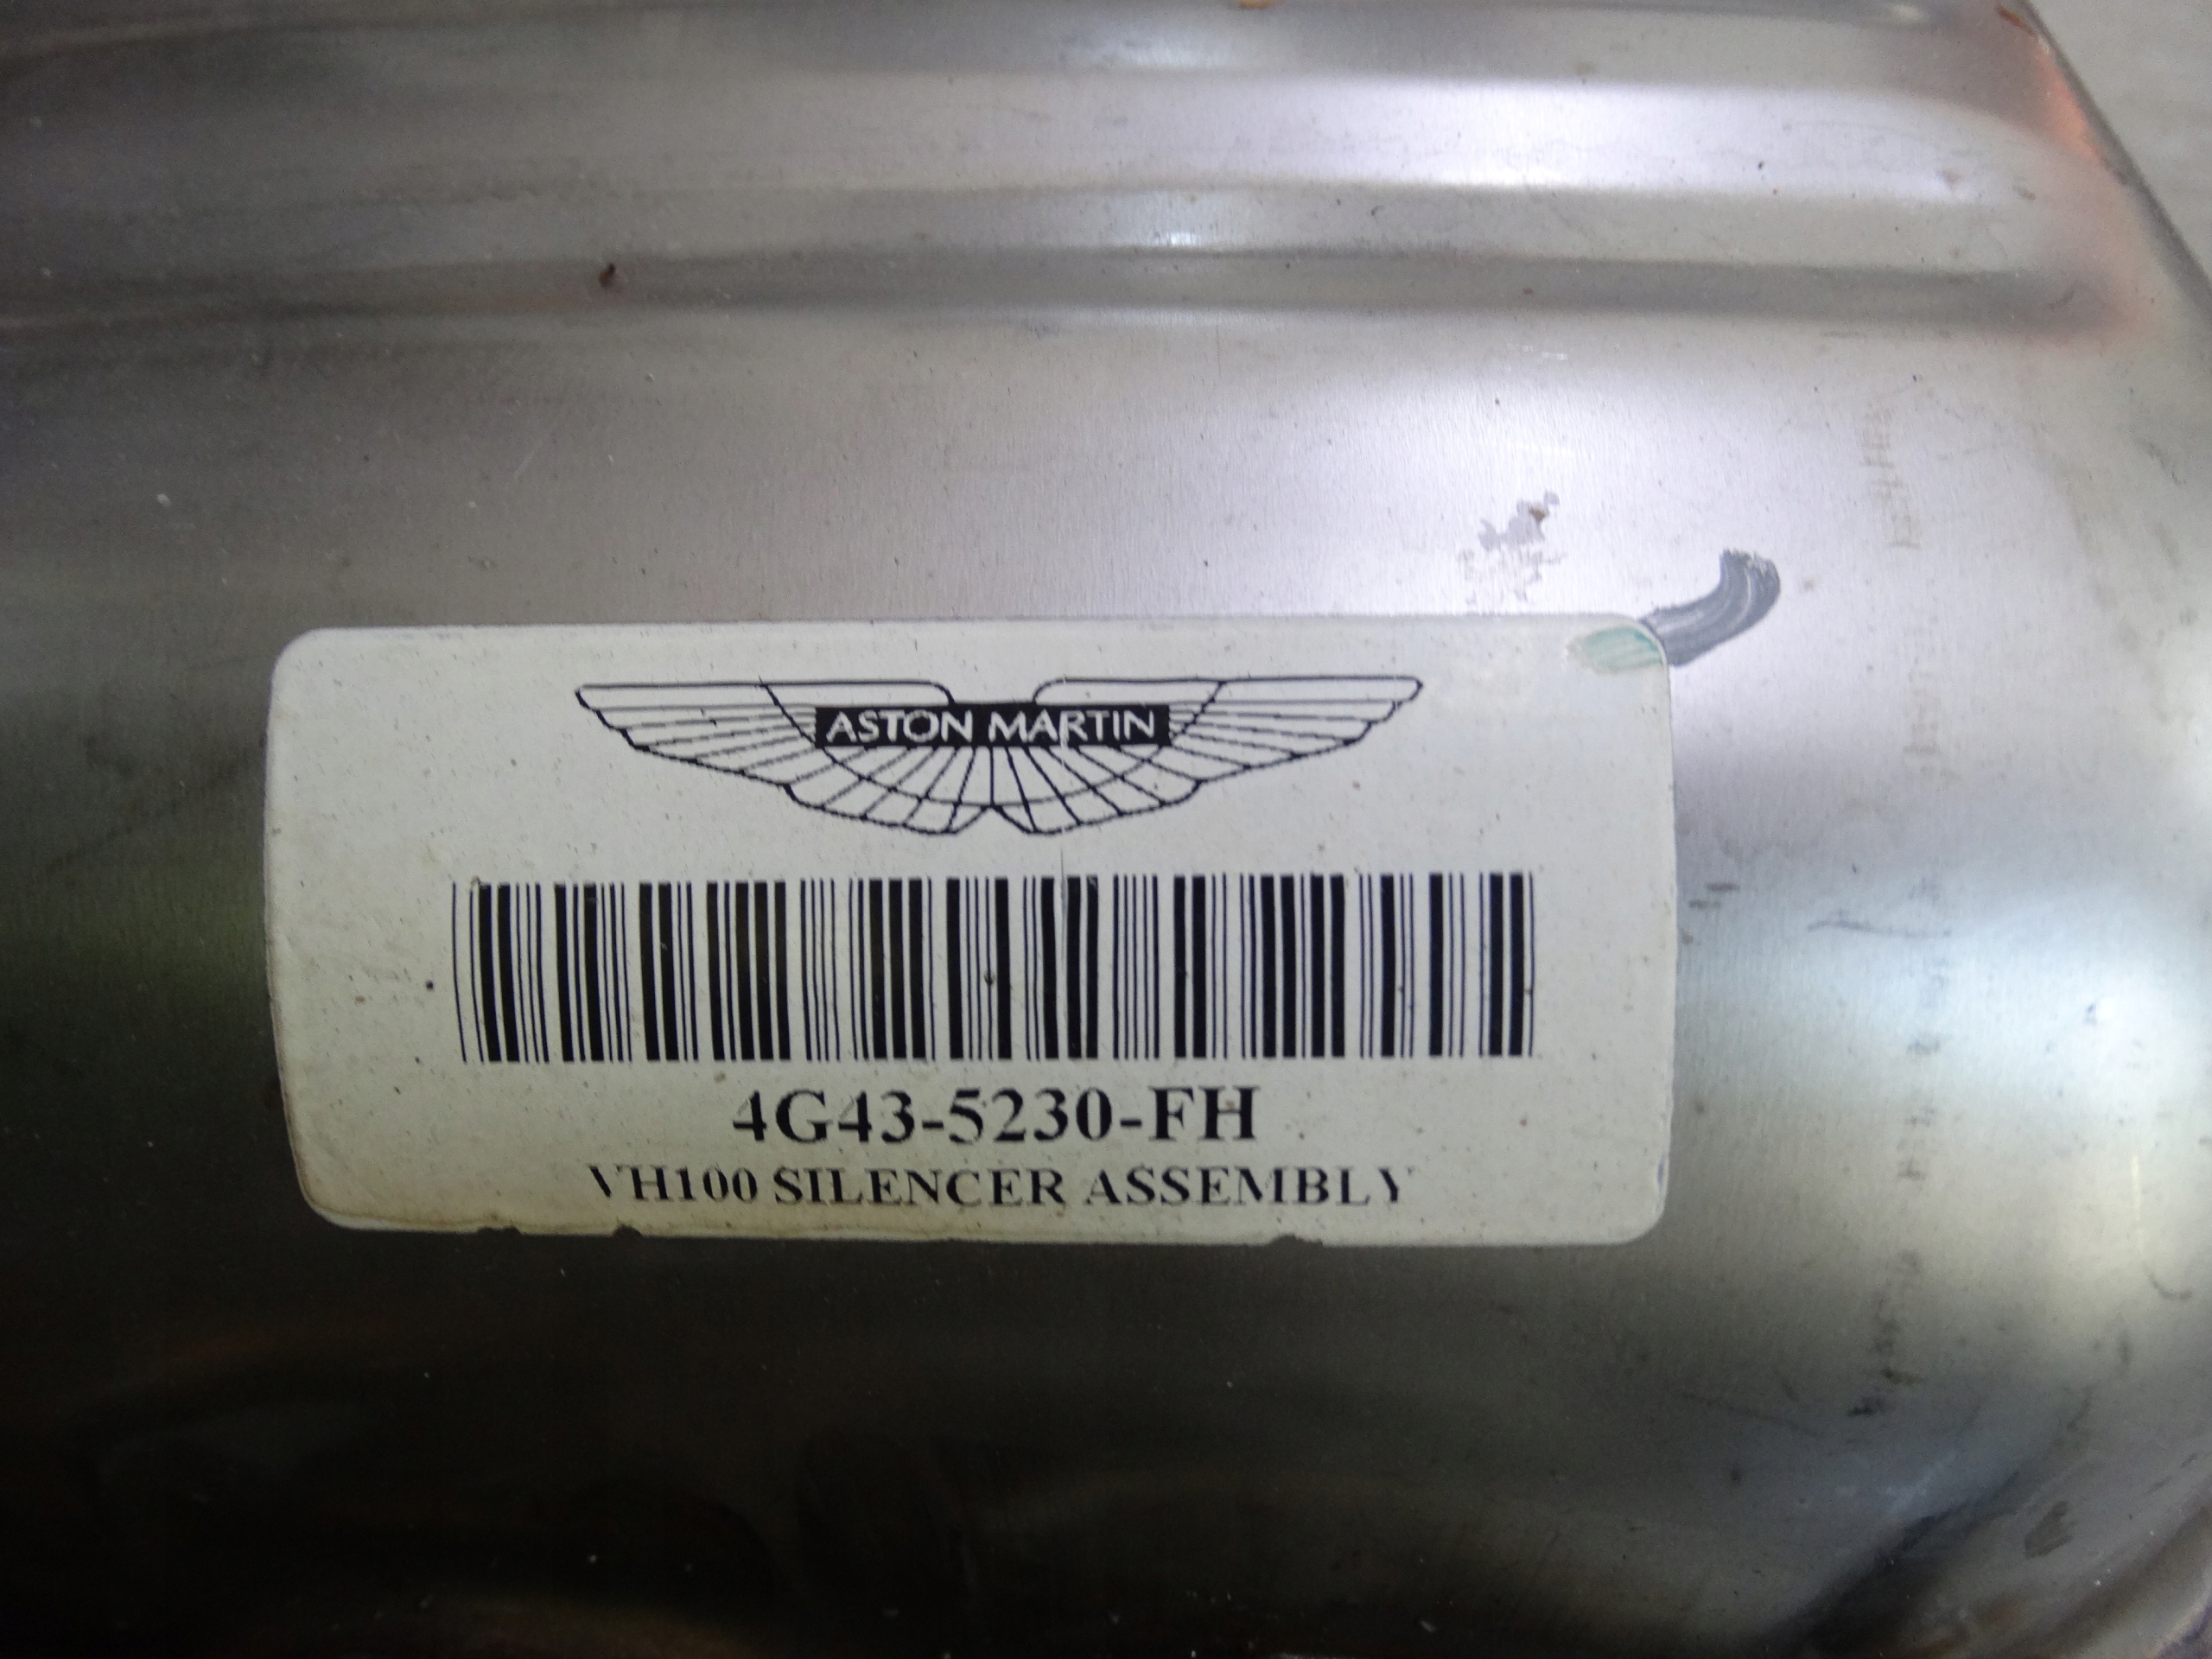 ASTON MARTIN
4G43-5230-FH
VH100 SILENCER ASSEMBLY